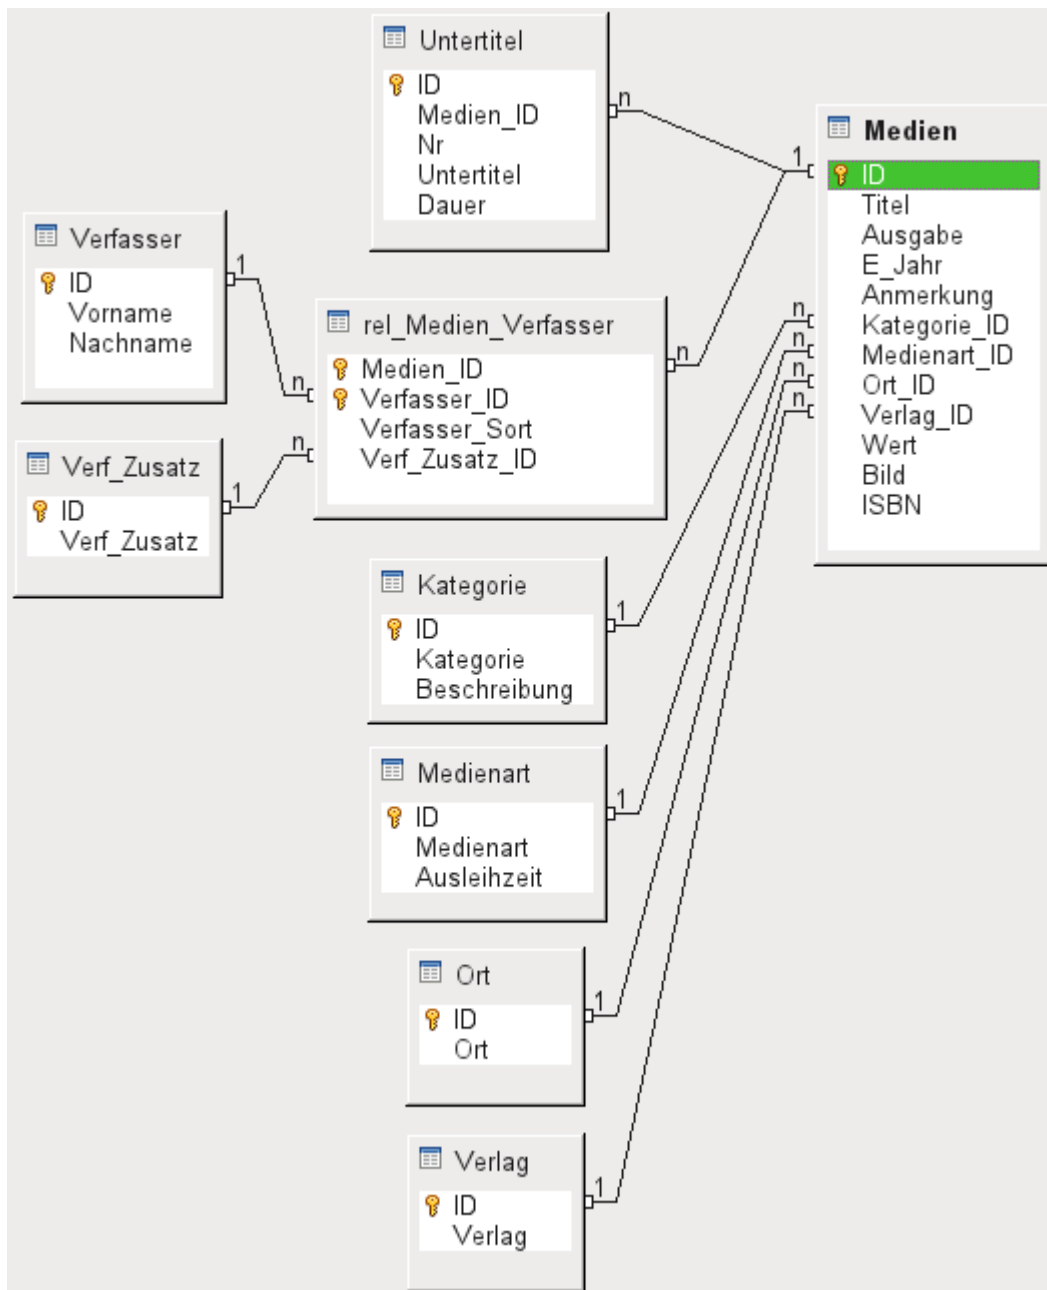 Untertitel
ID
Medien_ID
Nr
Untertitel
Dauer
n
1
Medien
ID
Titel
Ausgabe
E_Jahr
Anmerkung
Kategorie_ID
Medienart_ID
Ort_ID
Verlag_ID
Wert
Bild
ISBN
n
n
n
n
Verfasser
ID
Vorname
Nachname
1
rel_Medien_Verfasser
Medien_ID
Verfasser_ID
Verfasser_Sort
Verf_Zusatz_ID
n
n
n
Verf_Zusatz
ID
Verf_Zusatz
1
Kategorie
ID
Kategorie
Beschreibung
1
Medienart
ID
Medienart
Ausleihzeit
1
Ort
ID
Ort
1
Verlag
ID
Verlag
1